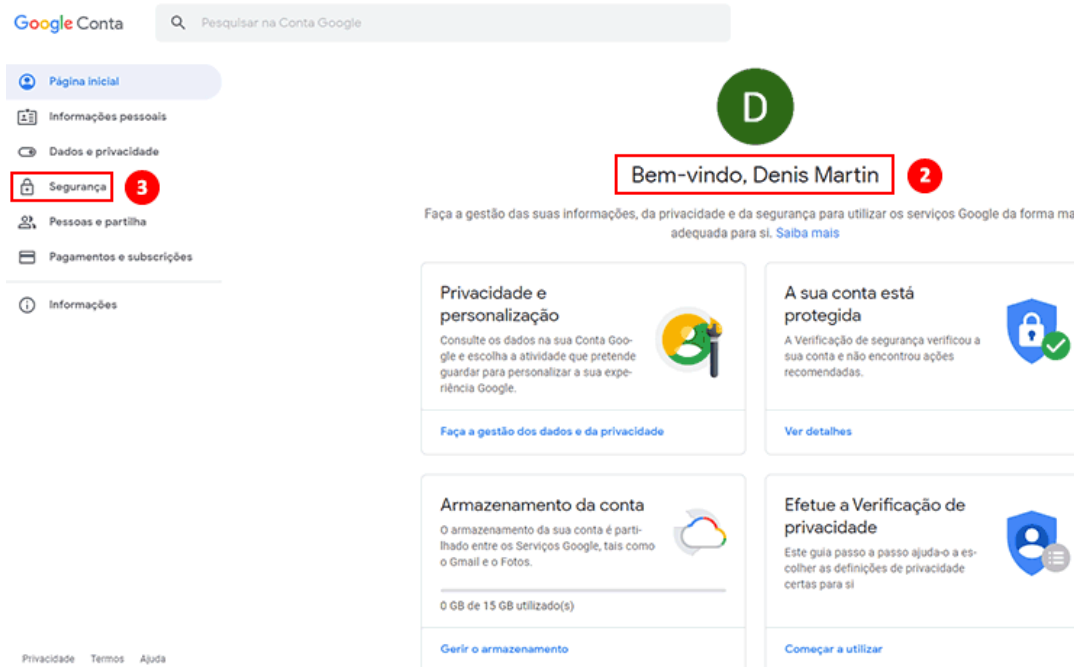 Google Conta
Pesquisar na Conta Google
Página inicial
Informações pessoais
Dados e privacidade
Segurança
3
Pessoas e partilha
Pagamentos e subscrições
Informações
D
Bem-vindo, Denis Martin
2
Faça a gestão das suas informações, da privacidade e da segurança para utilizar os serviços Google da forma ma
adequada para si. Saiba mais
Privacidade e
personalização
Consulte os dados na sua Conta Goo-
gle e escolha a atividade que pretende
guardar para personalizar a sua expe-
riência Google.
Faça a gestão dos dados e da privacidade
A sua conta está
protegida
A Verificação de segurança verificou a
sua conta e não encontrou ações
recomendadas.
Ver detalhes
Armazenamento da conta
O armazenamento da sua conta é parti-
lhado entre os Serviços Google, tais como
o Gmail e o Fotos.
0 GB de 15 GB utilizado(s)
Gerir o armazenamento
Efetue a Verificação de
privacidade
Este guia passo a passo ajuda-o a es-
colher as definições de privacidade
certas para si
Começar a utilizar
Privacidade Termos Ajuda